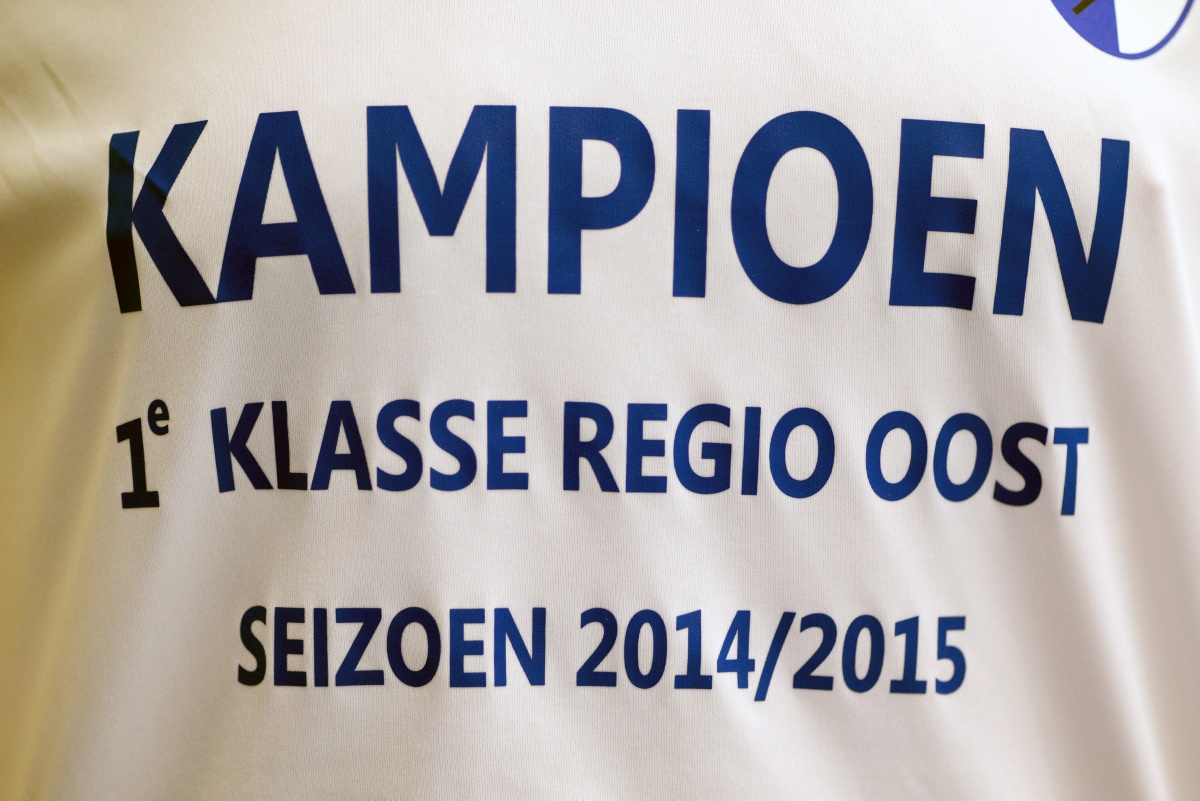 KAMPIOEN
1e KLASSE REGIO OOST
SEIZOEN 2014/2015